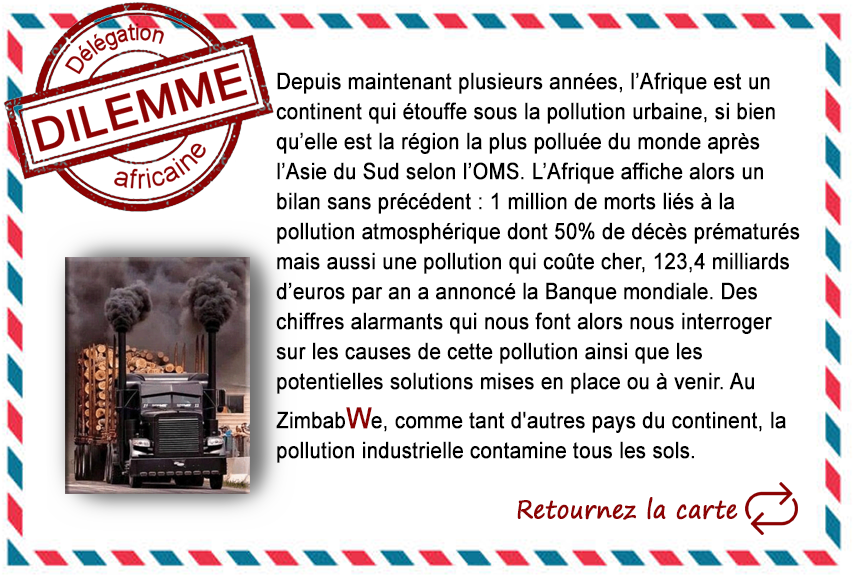 Délégation
DILEMME
africaine
Depuis maintenant plusieurs années, l’Afrique est un
continent qui étouffe sous la pollution urbaine, si bien
qu’elle est la région la plus polluée du monde après
l’Asie du Sud selon l’OMS. L’Afrique affiche alors un
bilan sans précédent : 1 million de morts liés à la
pollution atmosphérique dont 50% de décès prématurés
mais aussi une pollution qui coûte cher, 123,4 milliards
d’euros par an a annoncé la Banque mondiale. Des
chiffres alarmants qui nous font alors nous interroger
sur les causes de cette pollution ainsi que les
potentielles solutions mises en place ou à venir. Au
ZimbabWe, comme tant d'autres pays du continent, la
pollution industrielle contamine tous les sols.
Retournez la carte